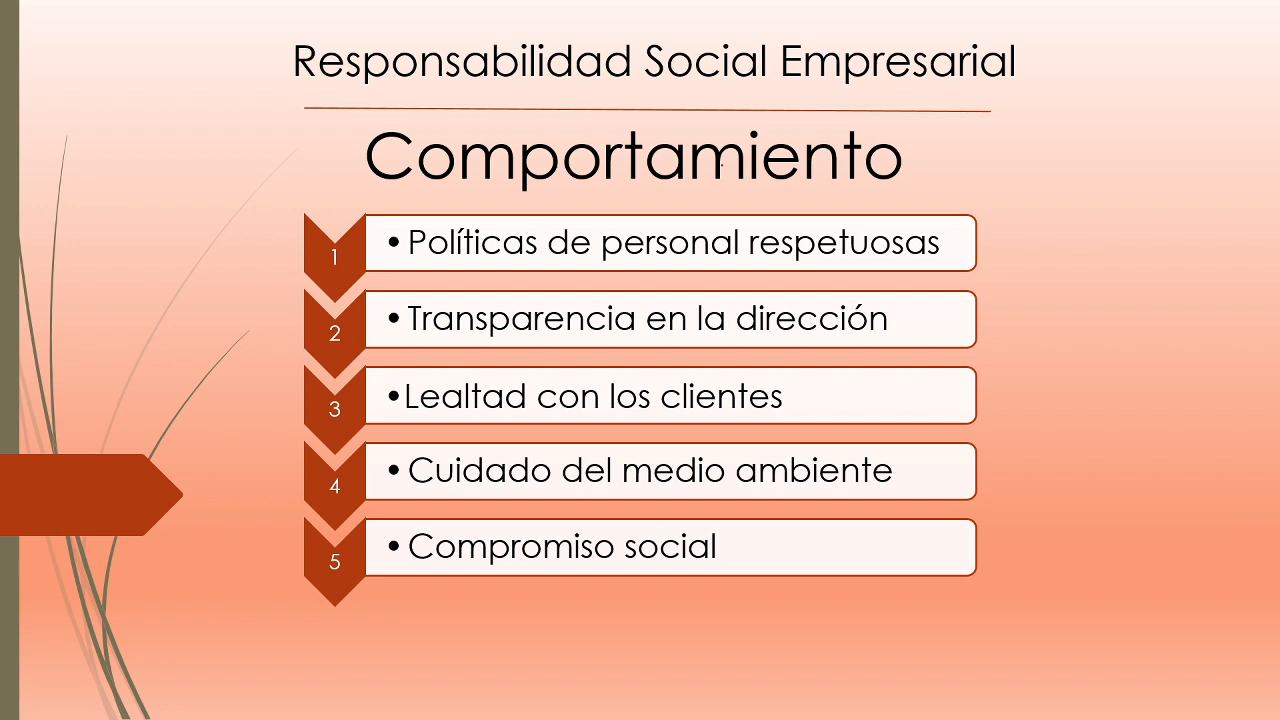 Responsabilidad Social Empresarial
Comportamiento
1 •Políticas de personal respetuosas
2 •Transparencia en la dirección
3 •Lealtad con los clientes
4 •Cuidado del medio ambiente
5 •Compromiso social